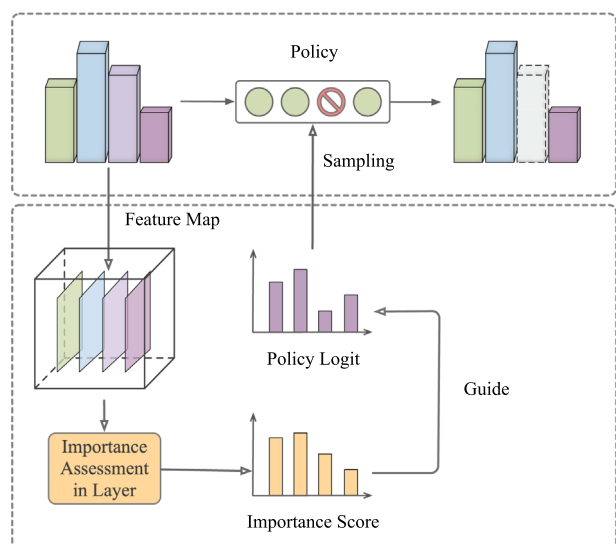 Policy
Sampling
Feature Map
Policy Logit
Guide
Importance
Assessment
in Layer
Importance Score